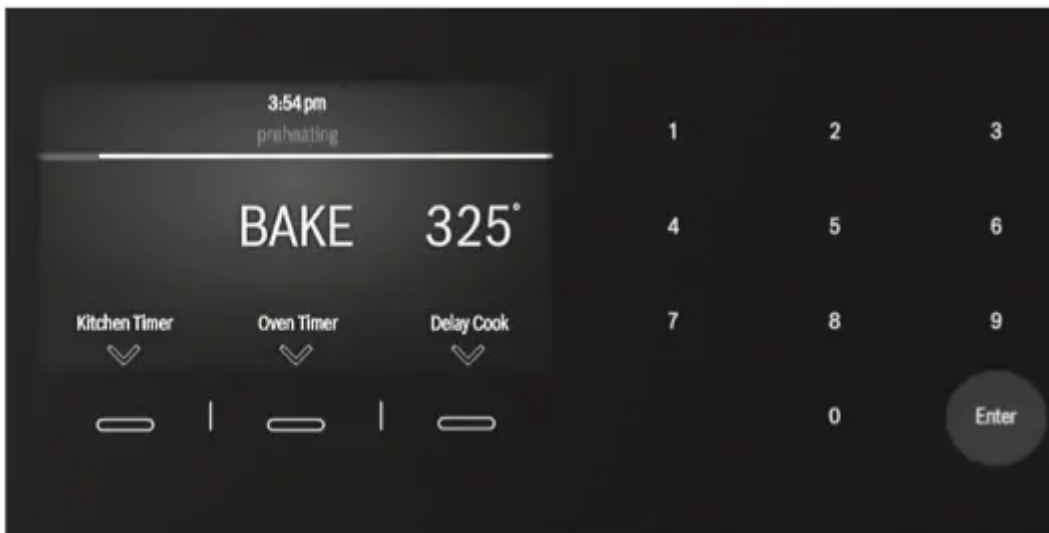 3:54 pm
preheating
BAKE 325°
Kitchen Timer Oven Timer Delay Cook
1 2 3
4 5 6
7 8 9
0 Enter